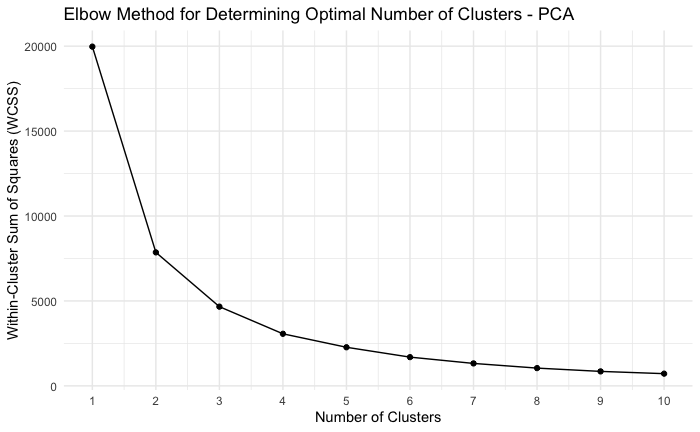 Elbow Method for Determining Optimal Number of Clusters - PCA
Within-Cluster Sum of Squares (WCSS)
20000
15000
10000
5000
0
1 2 3 4 5 6 7 8 9 10
Number of Clusters